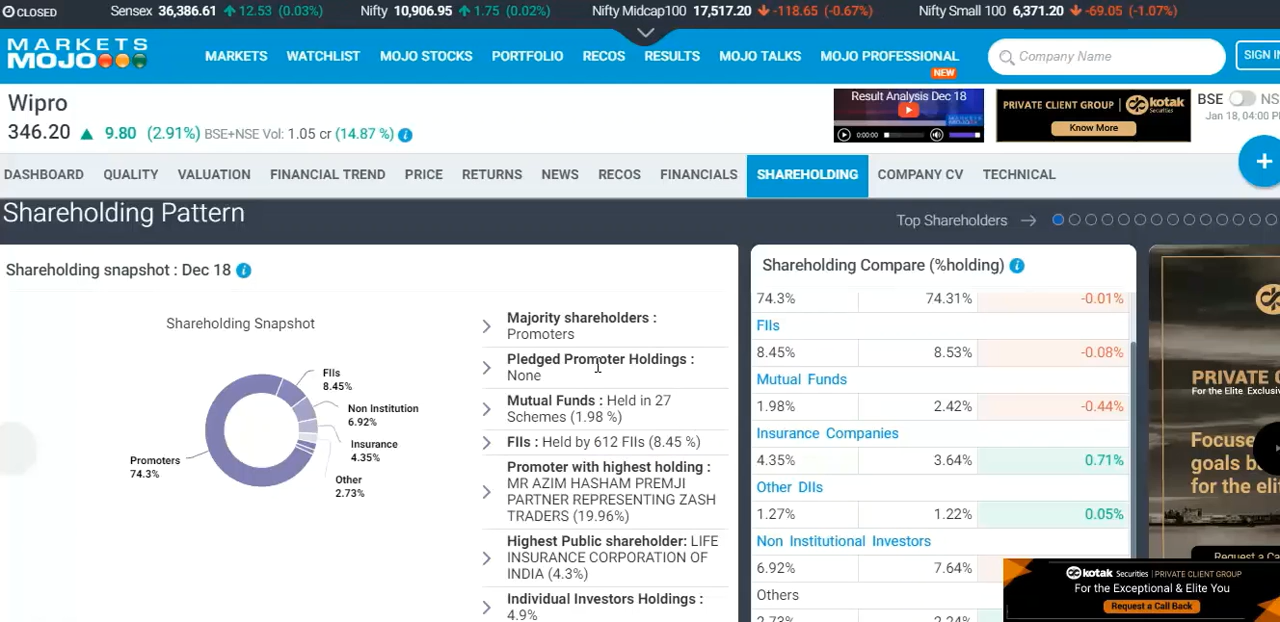 CLOSED Sensex 36,386.61 12.53 (0.03%) Nifty 10,906.95 1.75 (0.02%) Nifty Midcap100 17,517.20 -118.65 (-0.67%) Nifty Small 100 6,371.20 -69.05 (-1.07%)
MARKETS
MOJO
MARKETS WATCHLIST MOJO STOCKS PORTFOLIO RECOS RESULTS MOJO TALKS MOJO PROFESSIONAL
NEW
Company Name
SIGN IN
Wipro
346.20 9.80 (2.91%) BSE+NSE Vol: 1.05 cr (14.87 %)
Result Analysis Dec 18
0:00:00
PRIVATE CLIENT GROUP kotak
Securities
Know More
BSE
Jan 18, 04:00
DASHBOARD QUALITY VALUATION FINANCIAL TREND PRICE RETURNS NEWS RECOS FINANCIALS SHAREHOLDING COMPANY CV TECHNICAL
Shareholding Pattern
Top Shareholders
Shareholding snapshot : Dec 18
Shareholding Snapshot
FIIs
8.45%
Non Institution
6.92%
Insurance
4.35%
Other
2.73%
Promoters
74.3%
Majority shareholders :
Promoters
Pledged Promoter Holdings :
None
Mutual Funds : Held in 27
Schemes (1.98 %)
FIIs : Held by 612 FIIs (8.45 %)
Promoter with highest holding :
MR AZIM HASHAM PREMJI
PARTNER REPRESENTING ZASH
TRADERS (19.96%)
Highest Public shareholder: LIFE
INSURANCE CORPORATION OF
INDIA (4.3%)
Individual Investors Holdings :
4.9%
Shareholding Compare (%holding)
74.3% 74.31% -0.01%
FIIs
8.45% 8.53% -0.08%
Mutual Funds
1.98% 2.42% -0.44%
Insurance Companies
4.35% 3.64% 0.71%
Other DIIs
1.27% 1.22% 0.05%
Non Institutional Investors
6.92% 7.64%
Others
2.73% 2.24%
PRIVATE
For the Elite
Focuse
goals b
for the eli
Request a Ca
kotak Securities | PRIVATE CLIENT GROUP
For the Exceptional & Elite You
Request a Call Back